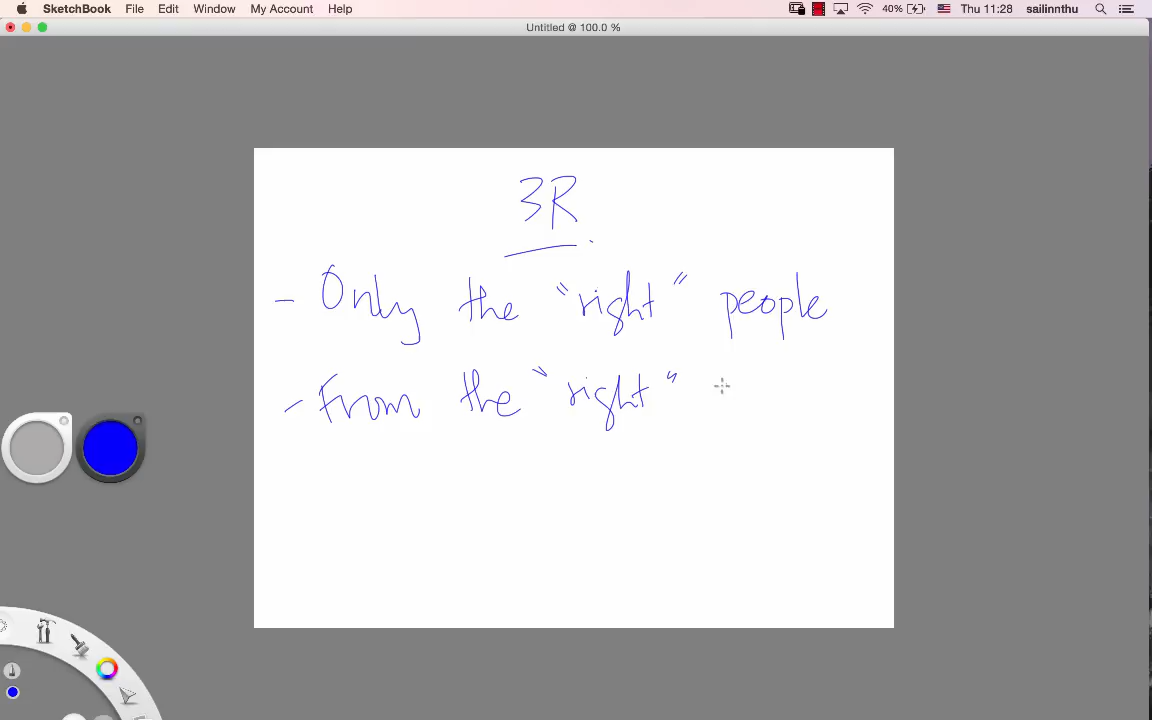 SketchBook File Edit Window My Account Help 40% Thu 11:28 sailinnthu
Untitled @ 100.0 %
3R
- Only the "right" people
- From the "right"